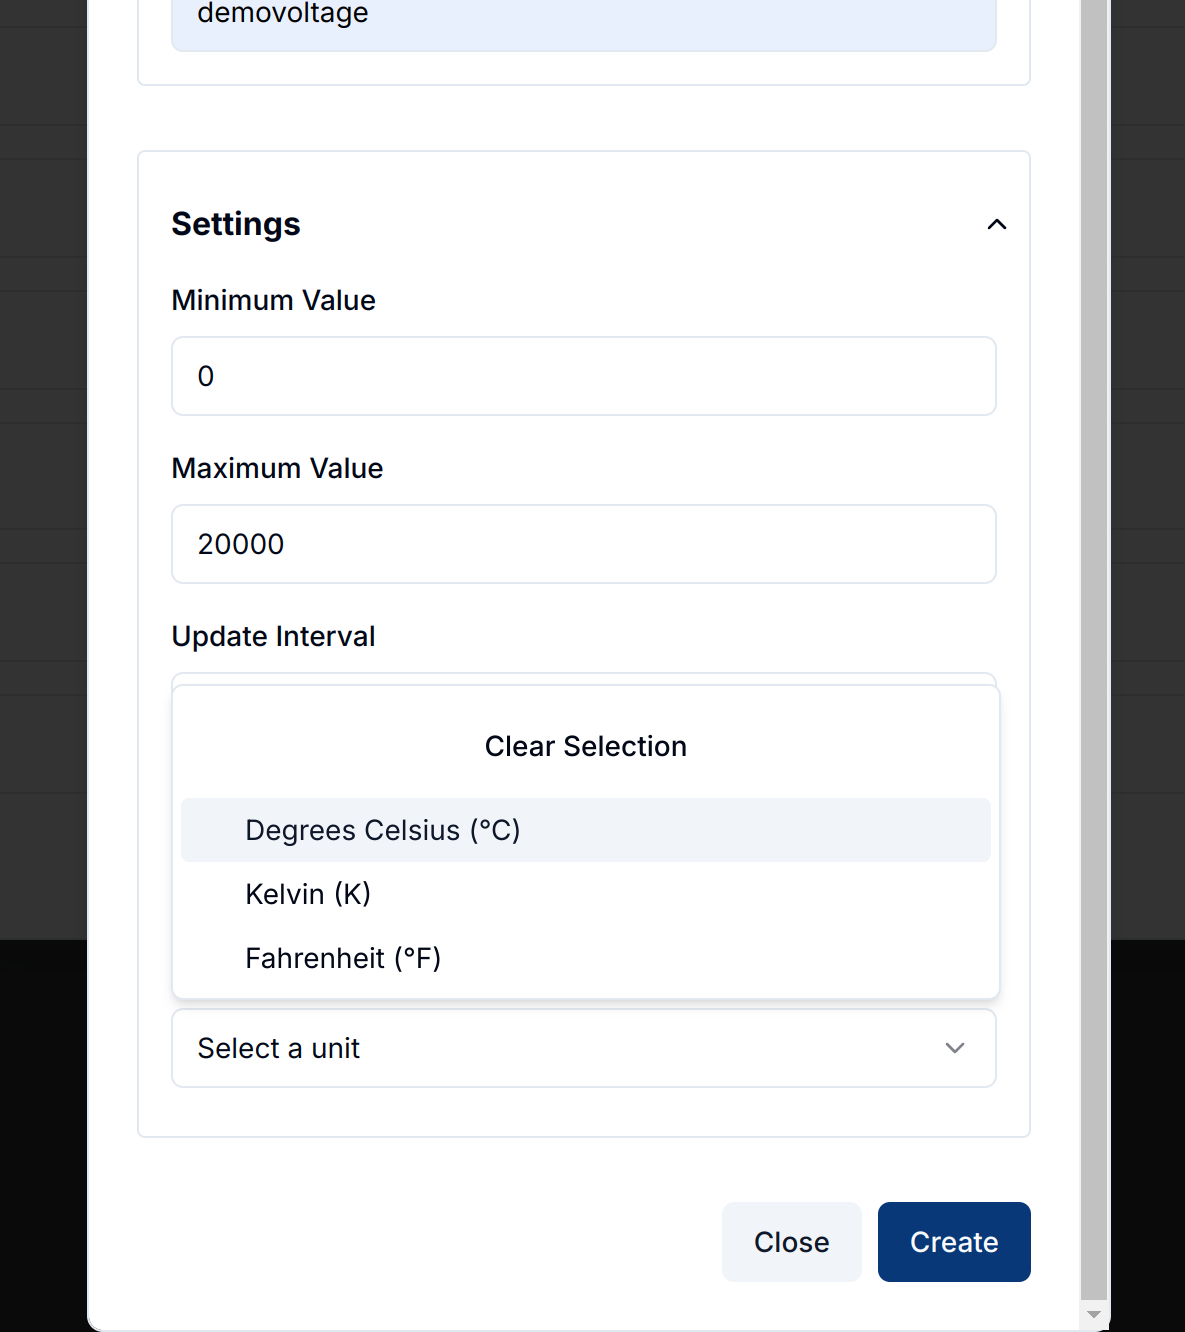 demovoltage
Settings
Minimum Value
0
Maximum Value
20000
Update Interval
Clear Selection
Degrees Celsius (°C)
Kelvin (K)
Fahrenheit (°F)
Select a unit
Close
Create